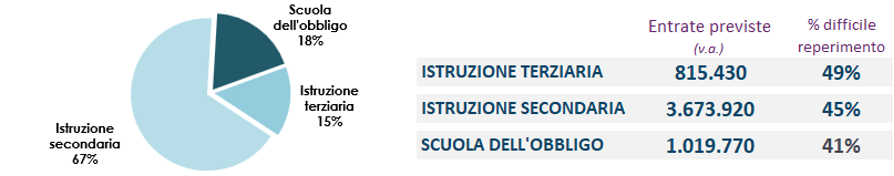 Scuola
dell'obbligo
18%
Istruzione
terziaria
15%
Istruzione
secondaria
67%
Entrate previste
(v.a.)
% difficile
reperimento
ISTRUZIONE TERZIARIA 815.430 49%
ISTRUZIONE SECONDARIA 3.673.920 45%
SCUOLA DELL'OBBLIGO 1.019.770 41%